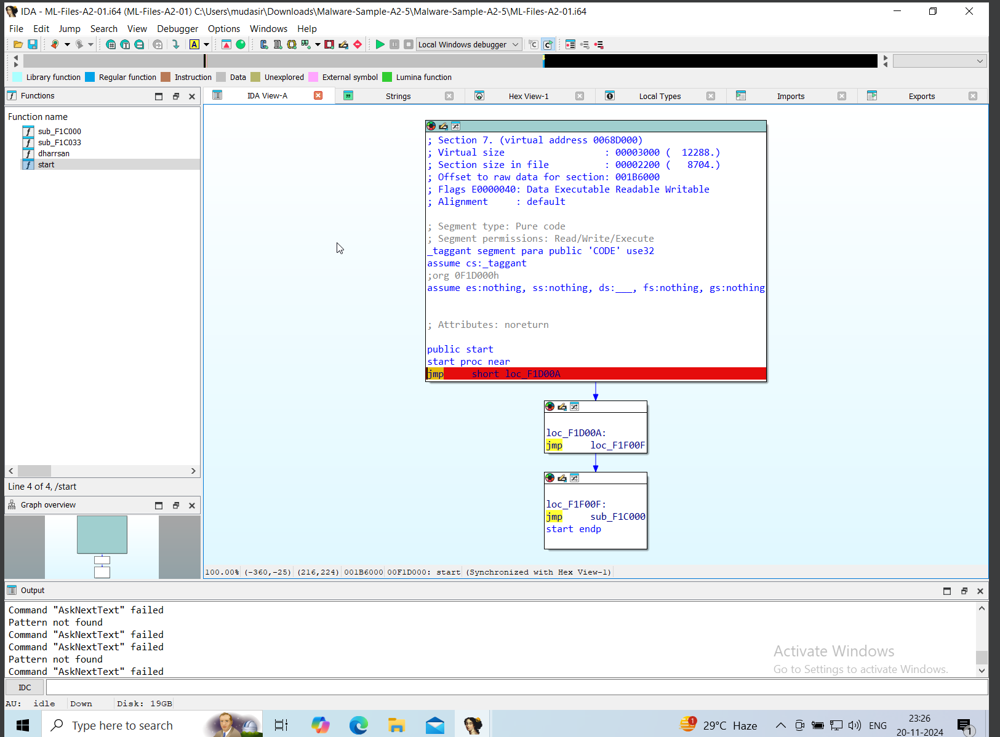 IDA - ML-Files-A2-01.i64 (ML-Files-A2-01) C:\Users\mudasir\Downloads\Malware-Sample-A2-5\Malware-Sample-A2-5\ML-Files-A2-01.i64
File Edit Jump Search View Debugger Options Windows Help
Local Windows debugger
Library function Regular function Instruction Data Unexplored External symbol Lumina function
Functions
IDA View-A Strings Hex View-1 Local Types Imports Exports
Function name
sub_F1C000
sub_F1C033
dharrsan
start
Line 4 of 4, /start
Graph overview
; Section 7. (virtual address 0068D000)
; Virtual size                  : 00003000 (  12288.)
; Section size in file          : 00002200 (   8704.)
; Offset to raw data for section: 001B6000
; Flags E0000040: Data Executable Readable Writable
; Alignment     : default
; Segment type: Pure code
; Segment permissions: Read/Write/Execute
_taggant segment para public 'CODE' use32
assume cs:_taggant
;org 0F1D000h
assume es:nothing, ss:nothing, ds:___, fs:nothing, gs:nothing
; Attributes: noreturn
public start
start proc near
jmp     short loc_F1D00A
loc_F1D00A:
jmp     loc_F1F00F
loc_F1F00F:
jmp     sub_F1C000
start endp
100.00% (-360,-25) (216,224) 001B6000 00F1D000: start (Synchronized with Hex View-1)
Output
Command "AskNextText" failed
Pattern not found
Command "AskNextText" failed
Command "AskNextText" failed
Pattern not found
Command "AskNextText" failed
Activate Windows
Go to Settings to activate Windows.
IDC
AU: idle Down Disk: 19GB
Type here to search
1
29°C Haze
ENG
23:26
20-11-2024
1